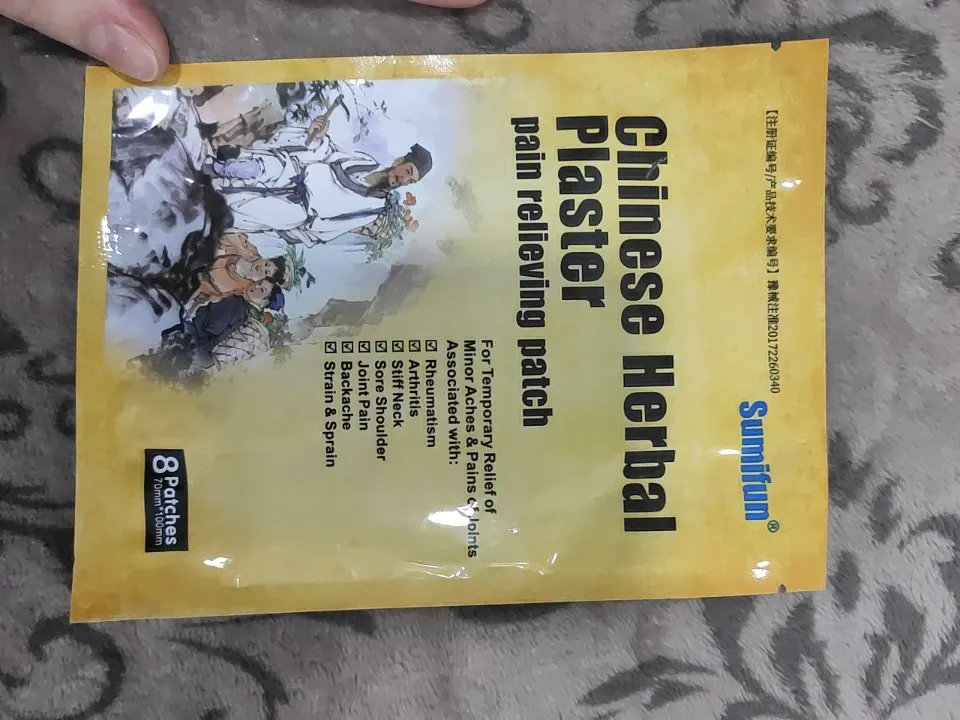 【注册证编号/产品技术要求编号】豫械注准20172260340
Sumifun®
Chinese Herbal
Plaster
pain relieving patch
For Temporary Relief of
Minor Aches & Pains of Joints
Associated with:
☑ Rheumatism
☑ Arthritis
☑ Stiff Neck
☑ Sore Shoulder
☑ Joint Pain
☑ Backache
☑ Strain & Sprain
8 Patches
70mm*100mm